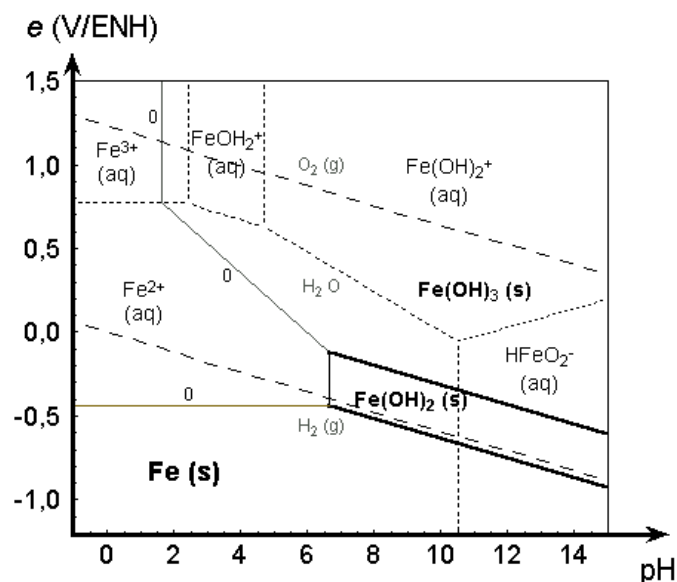 e (V/ENH)
1,5
1,0
0,5
0,0
-0,5
-1,0
0
Fe³⁺
(aq)
FeOH₂⁺
(aq)
O₂ (g)
Fe(OH)₂⁺
(aq)
0
H₂ O
Fe(OH)₃ (s)
Fe²⁺
(aq)
HFeO₂⁻
(aq)
0
Fe(OH)₂ (s)
H₂ (g)
Fe (s)
0 2 4 6 8 10 12 14
pH